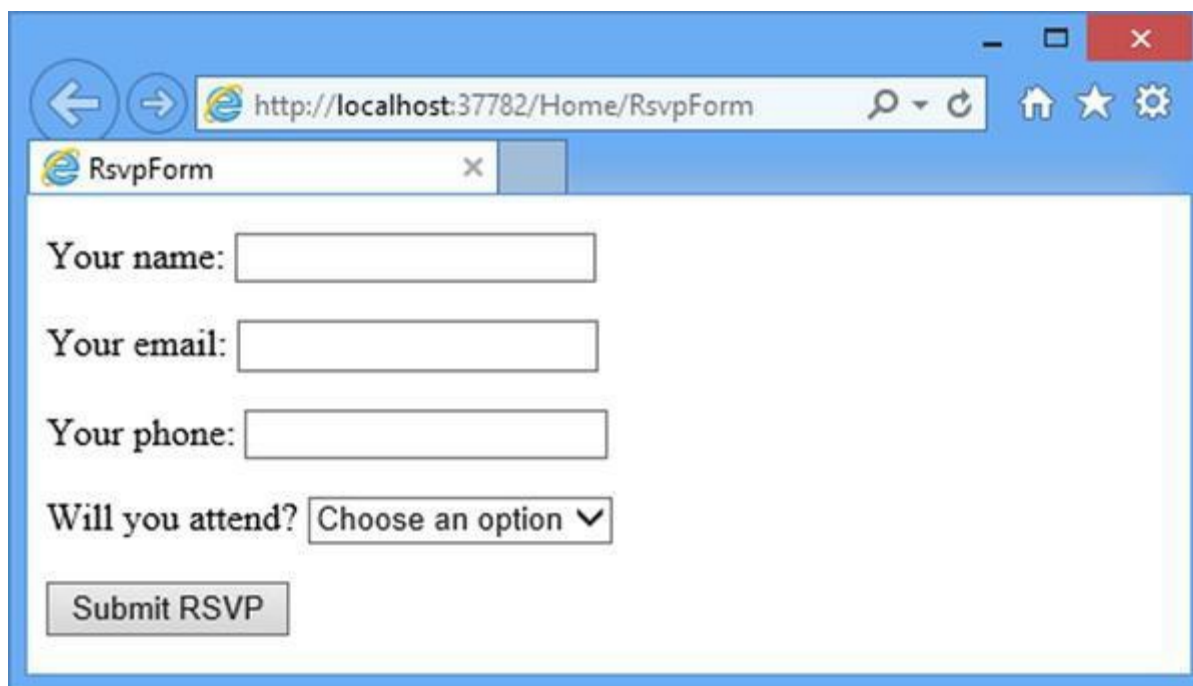 http://localhost:37782/Home/RsvpForm
RsvpForm
Your name:
Your email:
Your phone:
Will you attend? Choose an option
Submit RSVP